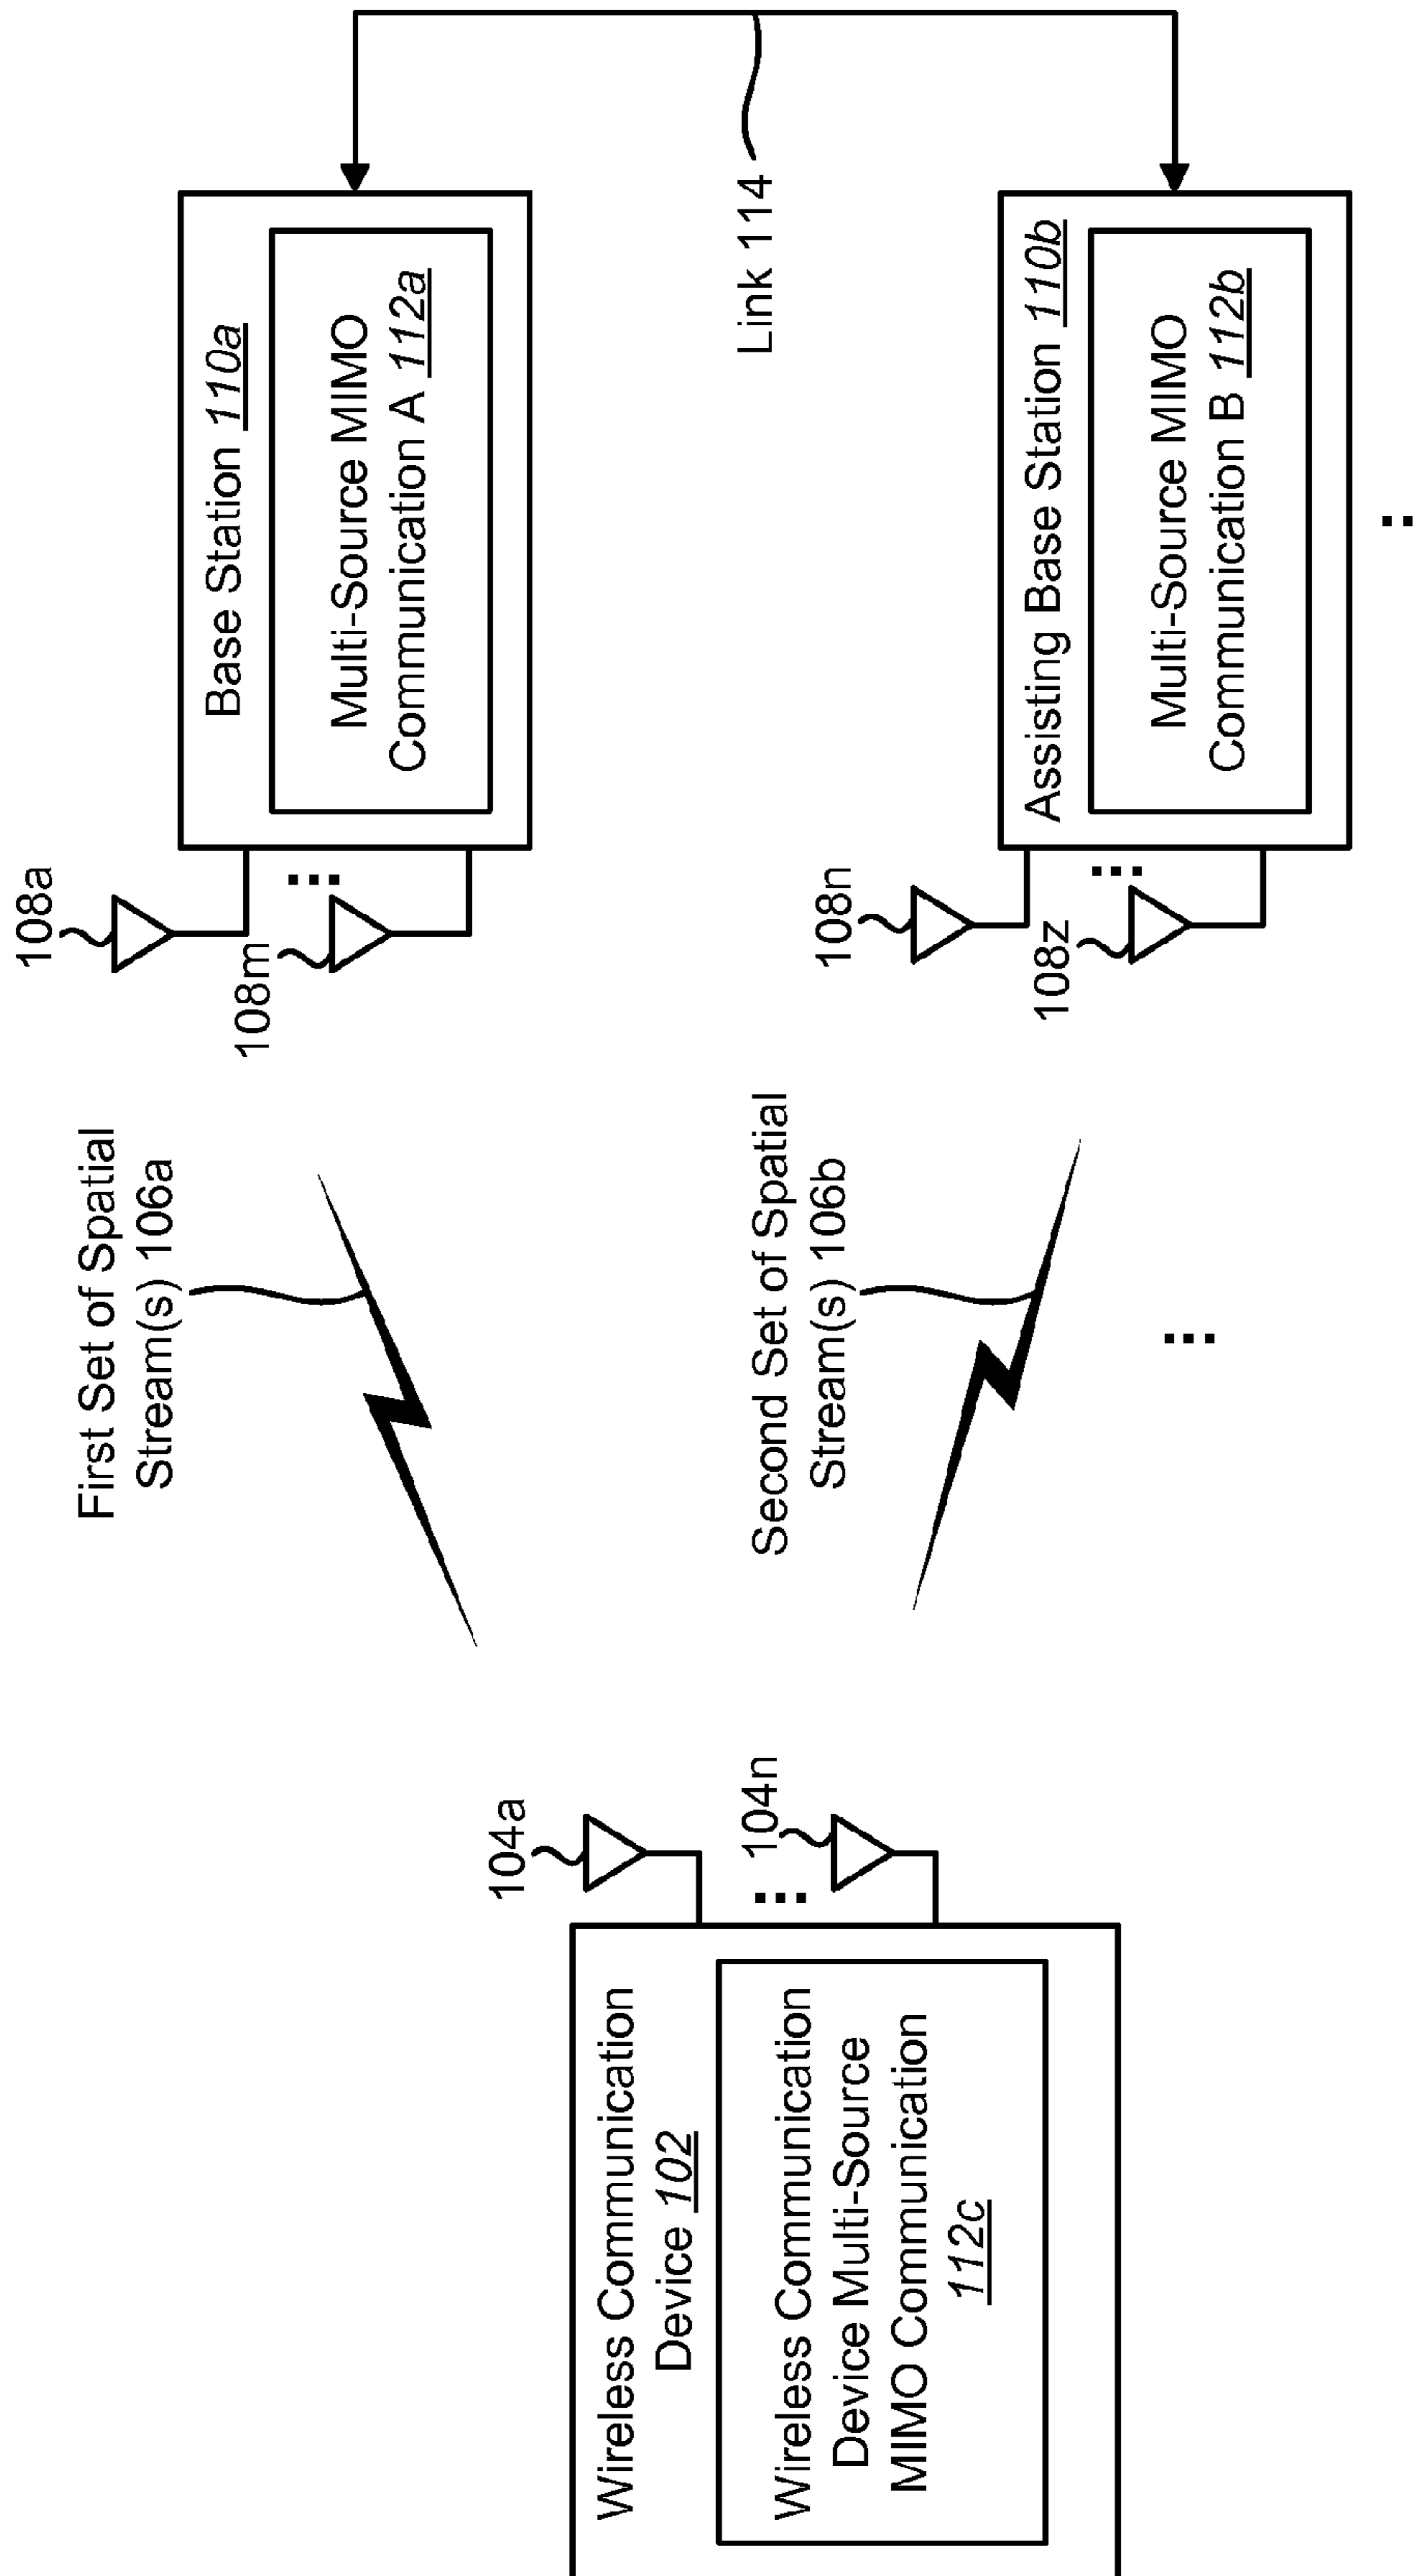 Wireless Communication
Device 102
Wireless Communication
Device Multi-Source
MIMO Communication
112c
104a
104n
First Set of Spatial
Stream(s) 106a
Second Set of Spatial
Stream(s) 106b
108a
108m
Base Station 110a
Multi-Source MIMO
Communication A 112a
108n
108z
Assisting Base Station 110b
Multi-Source MIMO
Communication B 112b
Link 114